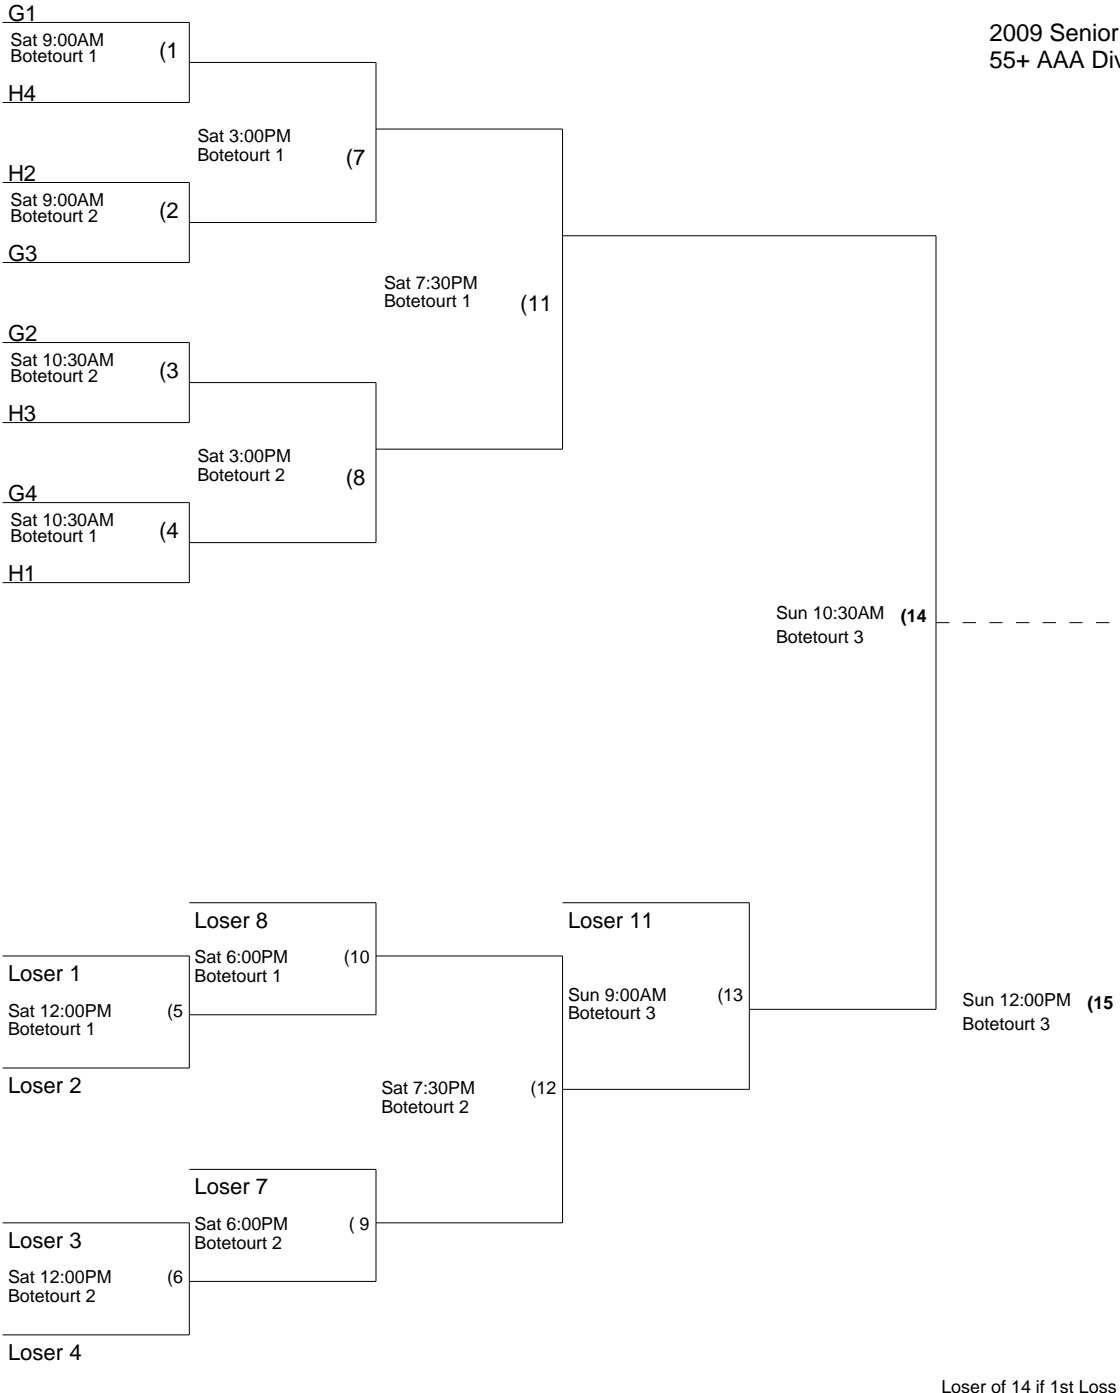 G1
2009 Senior
55+ AAA Div
Sat 9:00AM
Botetourt 1
(1
H4
Sat 3:00PM
Botetourt 1
(7
H2
Sat 9:00AM
Botetourt 2
(2
G3
Sat 7:30PM
Botetourt 1
(11
G2
Sat 10:30AM
Botetourt 2
(3
H3
Sat 3:00PM
Botetourt 2
(8
G4
Sat 10:30AM
Botetourt 1
(4
H1
Sun 10:30AM
Botetourt 3
(14
Loser 8
Sat 6:00PM
Botetourt 1
(10
Loser 11
Sun 9:00AM
Botetourt 3
(13
Loser 1
Sat 12:00PM
Botetourt 1
(5
Loser 2
Sun 12:00PM
Botetourt 3
(15
Sat 7:30PM
Botetourt 2
(12
Loser 7
Sat 6:00PM
Botetourt 2
( 9
Loser 3
Sat 12:00PM
Botetourt 2
(6
Loser 4
Loser of 14 if 1st Loss